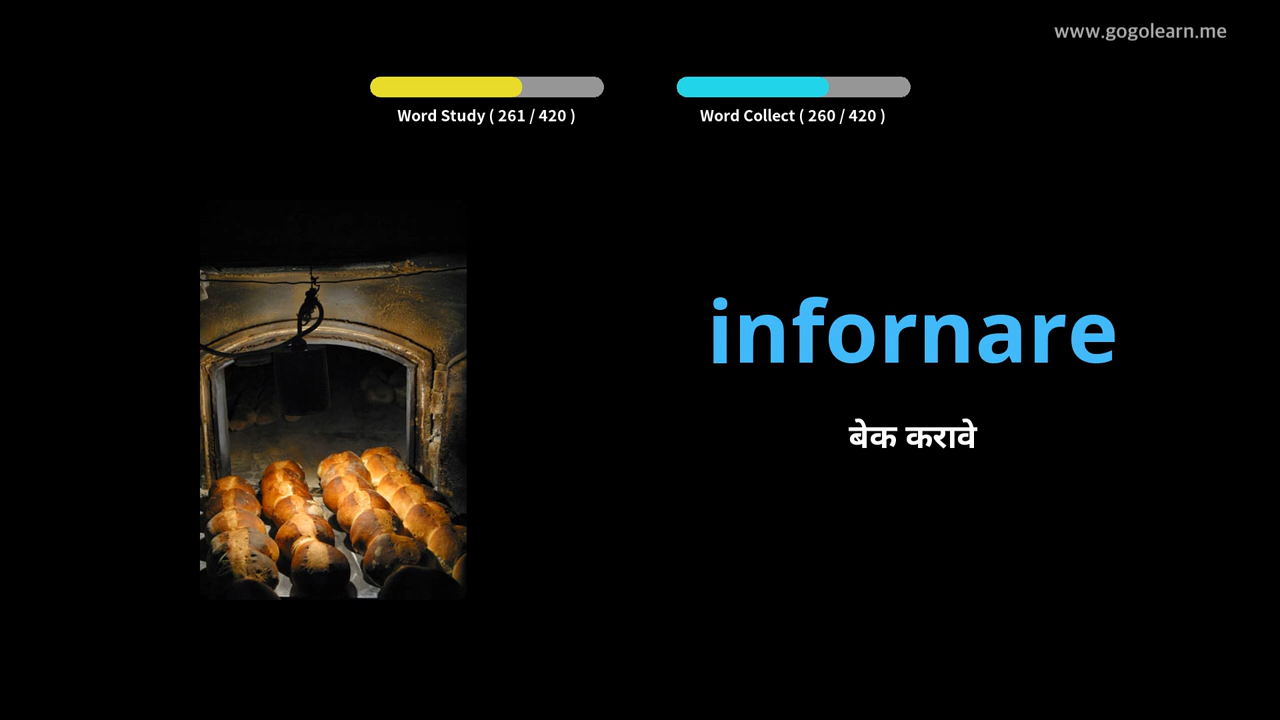 www.gogolearn.me
Word Study ( 261 / 420 )
Word Collect ( 260 / 420 )
infornare
बेक करावे